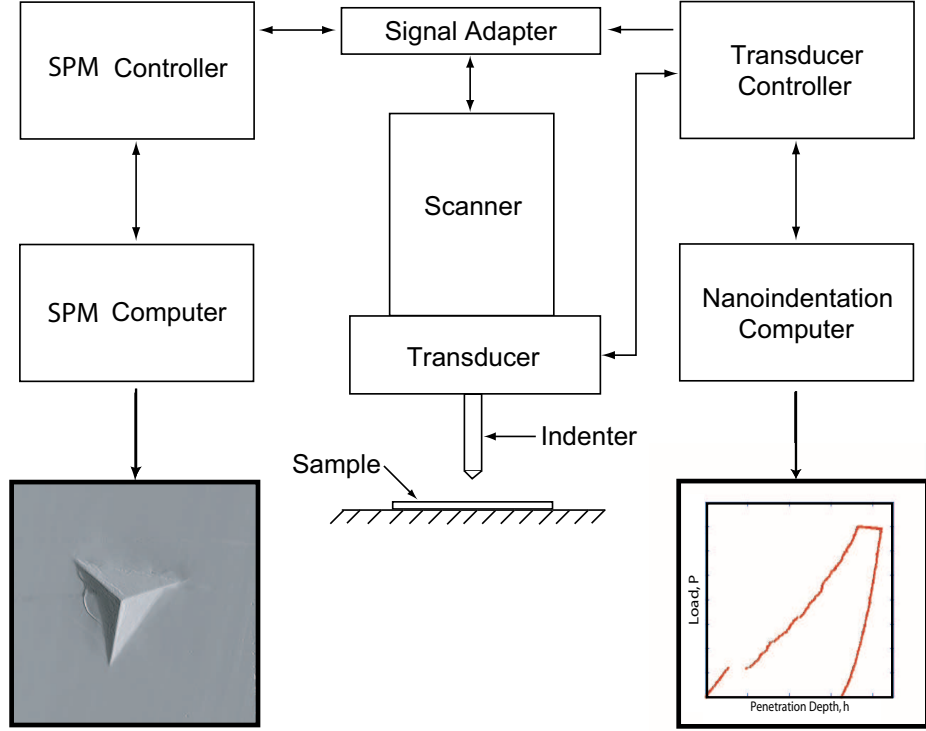 Signal Adapter
SPM Controller
Transducer
Controller
Scanner
SPM Computer
Nanoindentation
Computer
Transducer
Indenter
Sample
Load, P
Penetration Depth, h